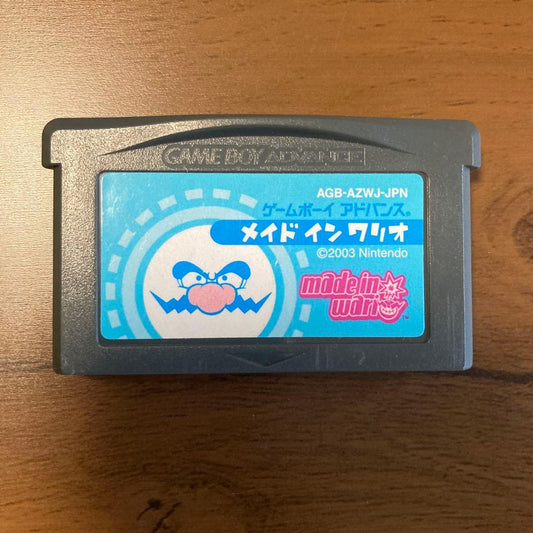 GAME BOY ADVANCE
AGB-AZWJ-JPN
ゲームボーイ アドバンス®
メイド イン ワリオ
©2003 Nintendo
made in
wario™